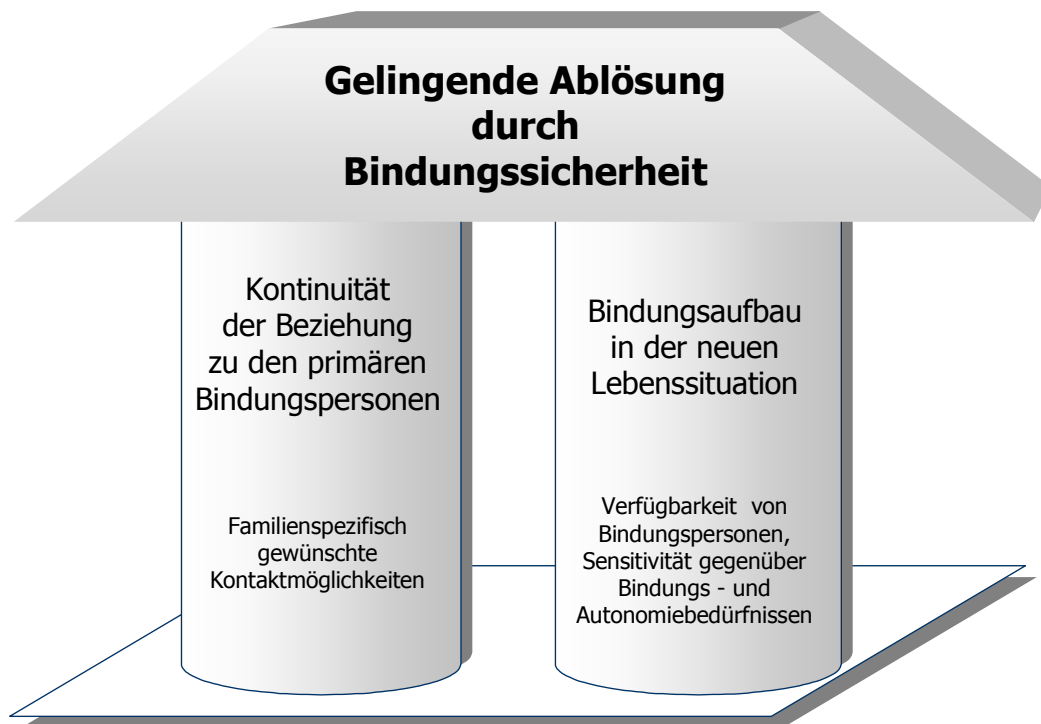 Gelingende Ablösung
durch
Bindungssicherheit
Kontinuität
der Beziehung
zu den primären
Bindungspersonen
Familienspezifisch
gewünschte
Kontaktmöglichkeiten
Bindungsaufbau
in der neuen
Lebenssituation
Verfügbarkeit von
Bindungspersonen,
Sensitivität gegenüber
Bindungs - und
Autonomiebedürfnissen